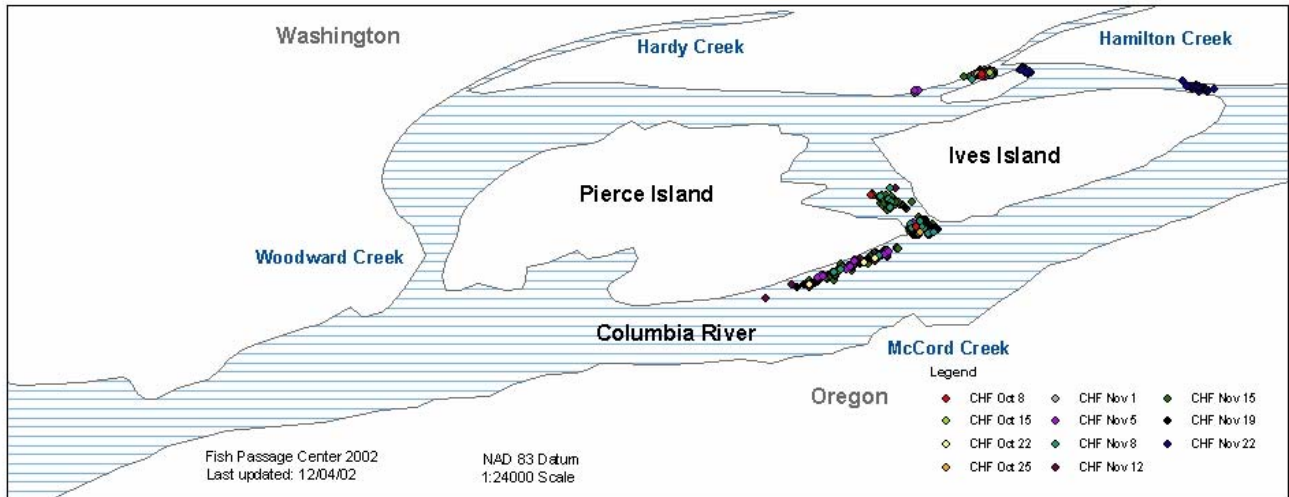 Washington
Hardy Creek
Hamilton Creek
Ives Island
Pierce Island
Woodward Creek
Columbia River
McCord Creek
Oregon
Legend
CHF Oct 8
CHF Oct 15
CHF Oct 22
CHF Oct 25
CHF Nov 1
CHF Nov 5
CHF Nov 8
CHF Nov 12
CHF Nov 15
CHF Nov 19
CHF Nov 22
Fish Passage Center 2002
Last updated: 12/04/02
NAD 83 Datum
1:24000 Scale